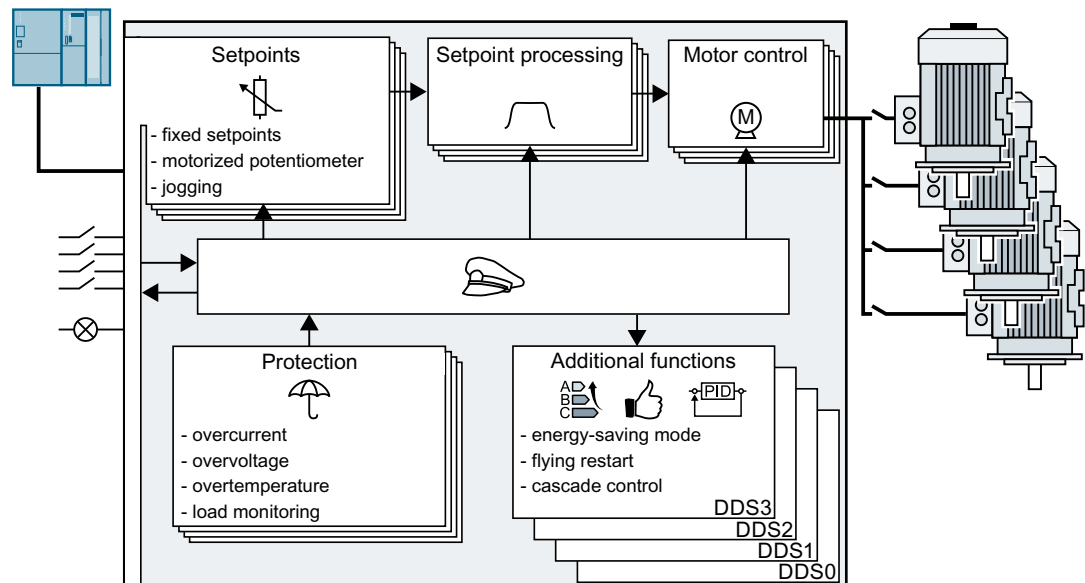 Setpoints
- fixed setpoints
- motorized potentiometer
- jogging
Setpoint processing
Motor control
M
Protection
- overcurrent
- overvoltage
- overtemperature
- load monitoring
Additional functions
A
B
C
PID
- energy-saving mode
- flying restart
- cascade control
DDS3
DDS2
DDS1
DDS0